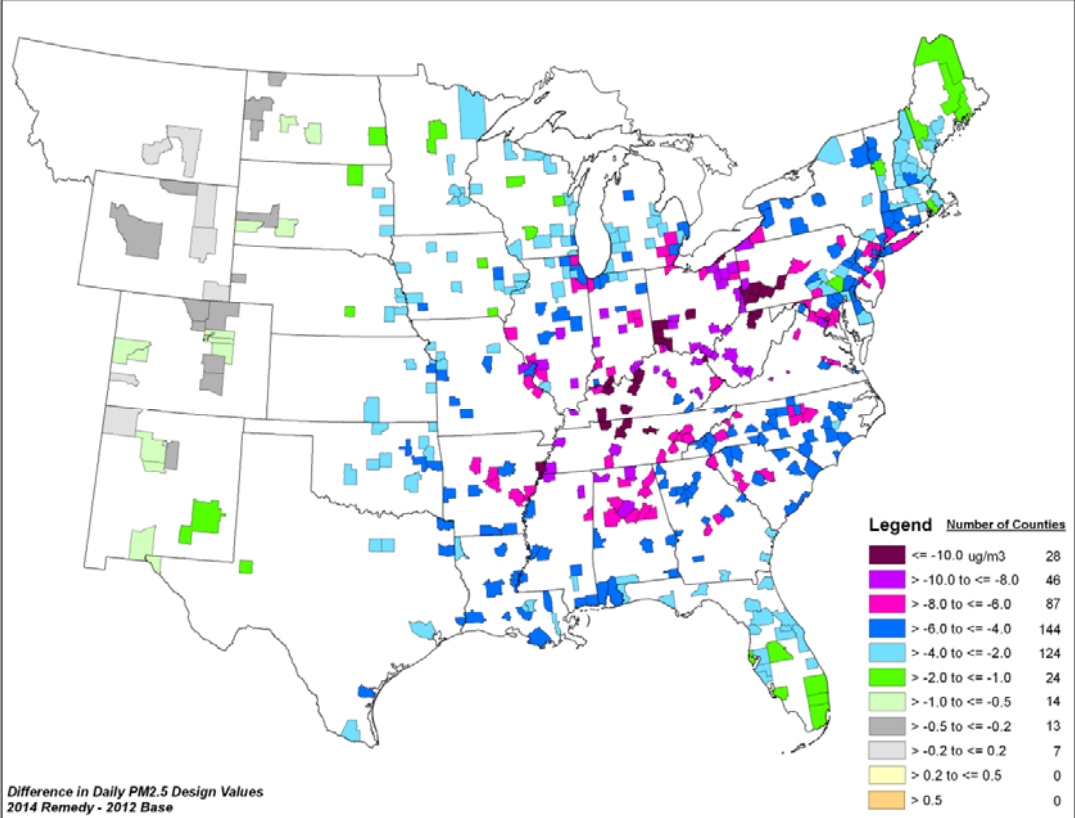 Legend Number of Counties
<= -10.0 ug/m3 28
> -10.0 to <= -8.0 46
> -8.0 to <= -6.0 87
> -6.0 to <= -4.0 144
> -4.0 to <= -2.0 124
> -2.0 to <= -1.0 24
> -1.0 to <= -0.5 14
> -0.5 to <= -0.2 13
> -0.2 to <= 0.2 7
> 0.2 to <= 0.5 0
> 0.5 0
Difference in Daily PM2.5 Design Values
2014 Remedy - 2012 Base